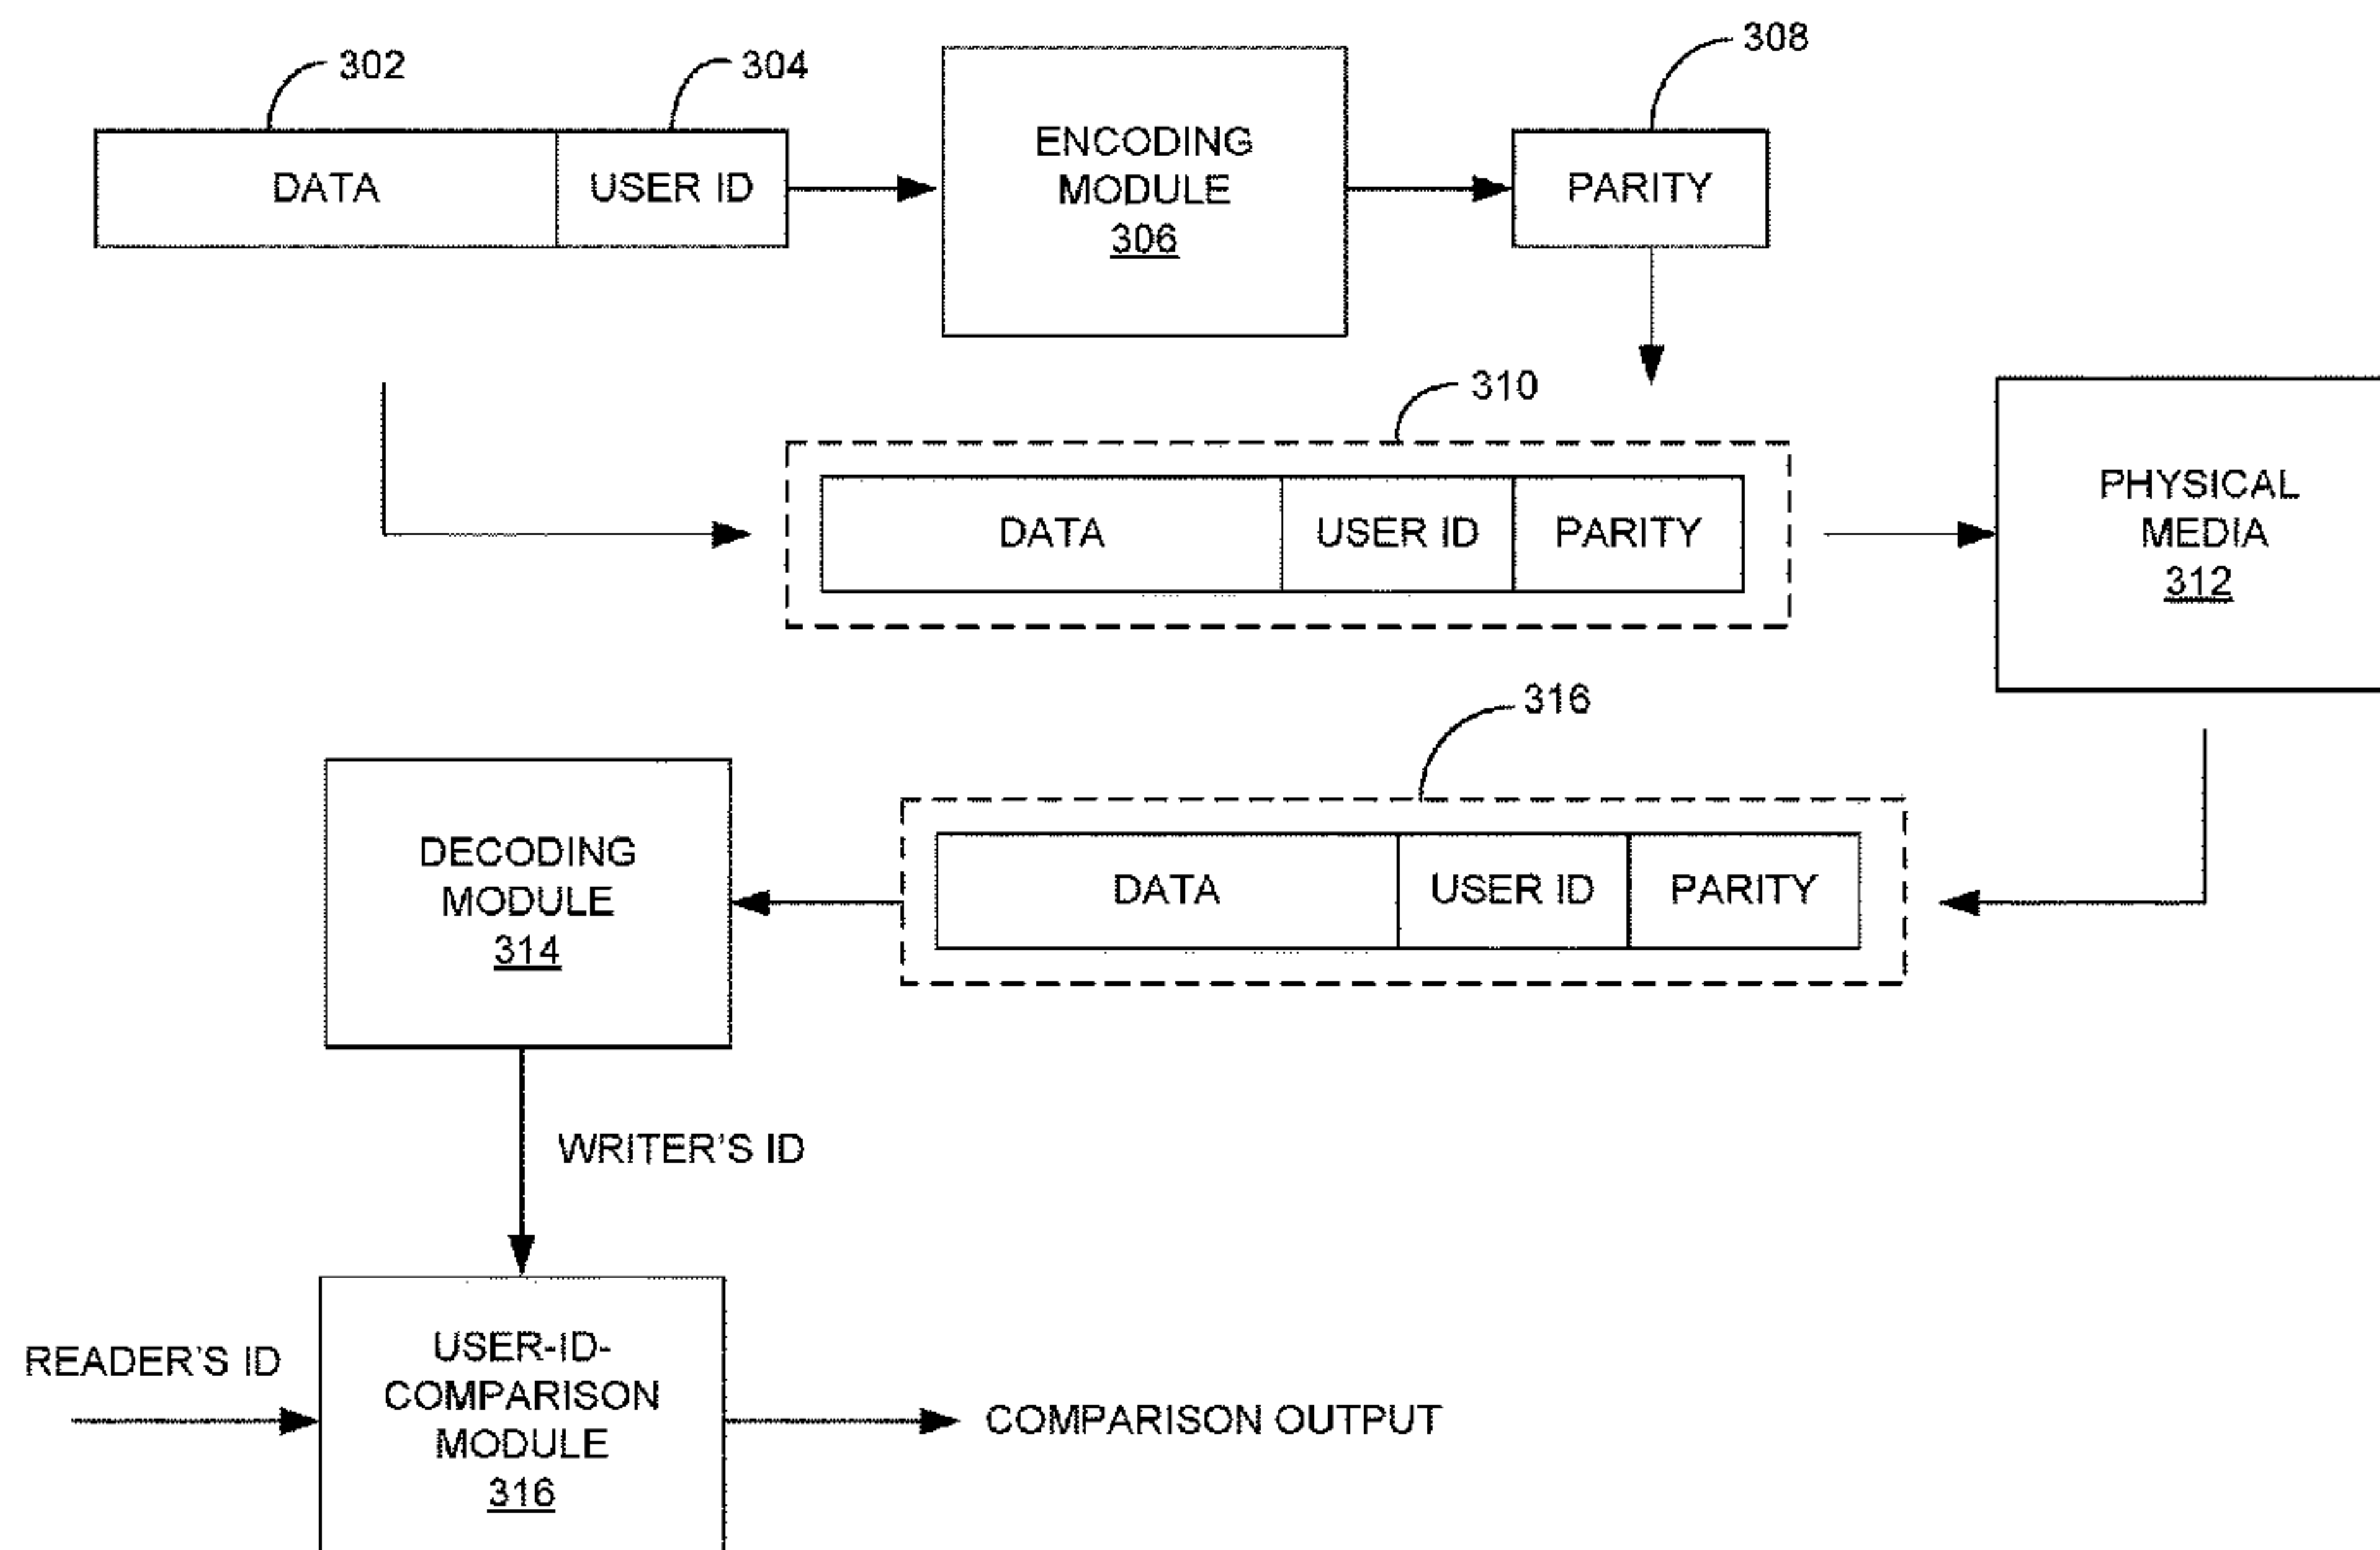 302
304
308
DATA
USER ID
ENCODING
MODULE
306
PARITY
310
DATA
USER ID
PARITY
PHYSICAL
MEDIA
312
316
DECODING
MODULE
314
DATA
USER ID
PARITY
WRITER'S ID
READER'S ID
USER-ID-
COMPARISON
MODULE
316
COMPARISON OUTPUT